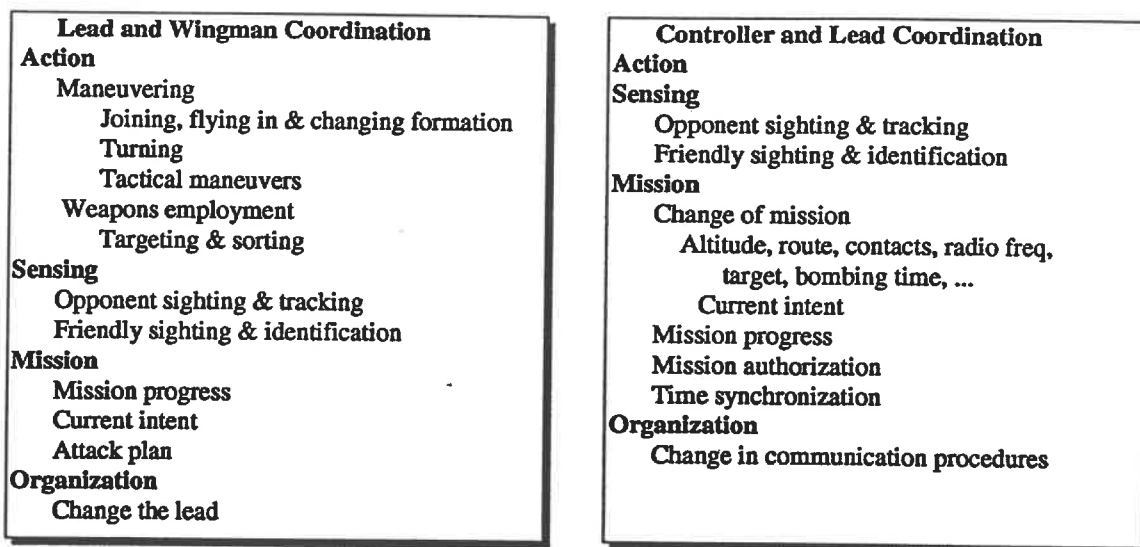 Lead and Wingman Coordination
Action
Maneuvering
Joining, flying in & changing formation
Turning
Tactical maneuvers
Weapons employment
Targeting & sorting
Sensing
Opponent sighting & tracking
Friendly sighting & identification
Mission
Mission progress
Current intent
Attack plan
Organization
Change the lead
Controller and Lead Coordination
Action
Sensing
Opponent sighting & tracking
Friendly sighting & identification
Mission
Change of mission
Altitude, route, contacts, radio freq,
target, bombing time, ...
Current intent
Mission progress
Mission authorization
Time synchronization
Organization
Change in communication procedures